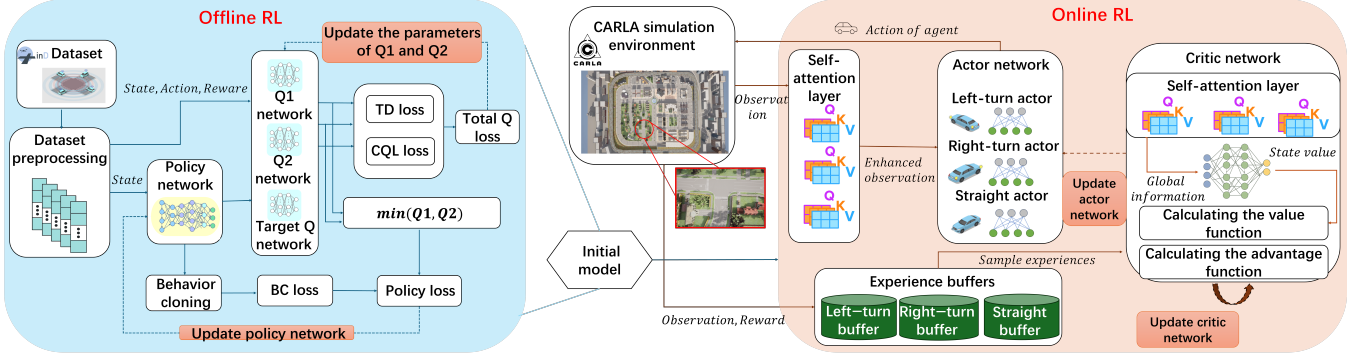 Offline RL
inD
Dataset
Dataset
preprocessing
State, Action, Reware
State
Policy
network
Behavior
cloning
BC loss
Policy loss
Update policy network
Q1
network
Q2
network
Target Q
network
Update the parameters
of Q1 and Q2
TD loss
CQL loss
Total Q
loss
min(Q1, Q2)
Initial
model
CARLA simulation
environment
CARLA
Observat
ion
Observation, Reward
Online RL
Action of agent
Self-
attention
layer
Q
K
V
Q
K
V
Q
K
V
Enhanced
observation
Actor network
Left-turn actor
Right-turn actor
Straight actor
Update
actor
network
Critic network
Self-attention layer
Q
K
V
Q
K
V
Q
K
V
Global
information
State value
Calculating the value
function
Calculating the advantage
function
Update critic
network
Sample experiences
Experience buffers
Left−turn
buffer
Right−turn
buffer
Straight
buffer